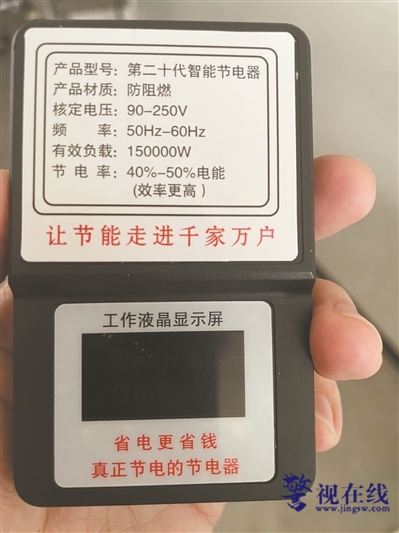 产品型号：第二十代智能节电器
产品材质：防阻燃
核定电压：90-250V
频　　率：50Hz-60Hz
有效负载：150000W
节 电 率：40%-50%电能
(效率更高)
让节能走进千家万户
工作液晶显示屏
省电更省钱
真正节电的节电器
警视在线
www.jingsw.com